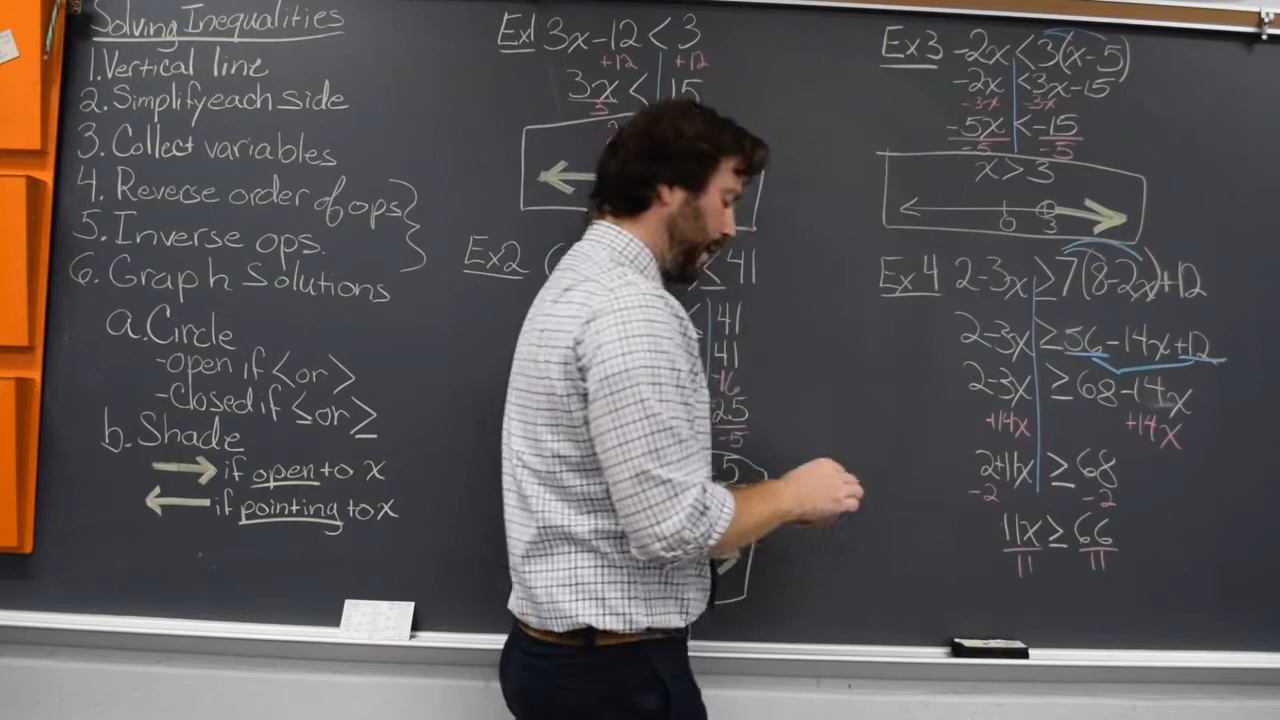 Solving Inequalities
1. Vertical line
2. Simplify each side
3. Collect variables
4. Reverse order of ops
5. Inverse ops.
6. Graph Solutions
a. Circle
-open if < or >
-Closed if ≤ or ≥
b. Shade
→ if open to x
← if pointing to x
Ex1 3x-12 < 3
+12 +12
3x < 15
3
Ex2 ( ≤ 41
41
41
-16
25
-5
5
Ex3 -2x < 3(x-5)
-2x < 3x-15
-3x -3x
-5x < -15
-5 -5
x > 3
0 3
Ex4 2-3x ≥ 7(8-2x)+12
2-3x ≥ 56-14x+12
2-3x ≥ 68-14x
+14x +14x
2+11x ≥ 68
-2 -2
11x ≥ 66
11 11